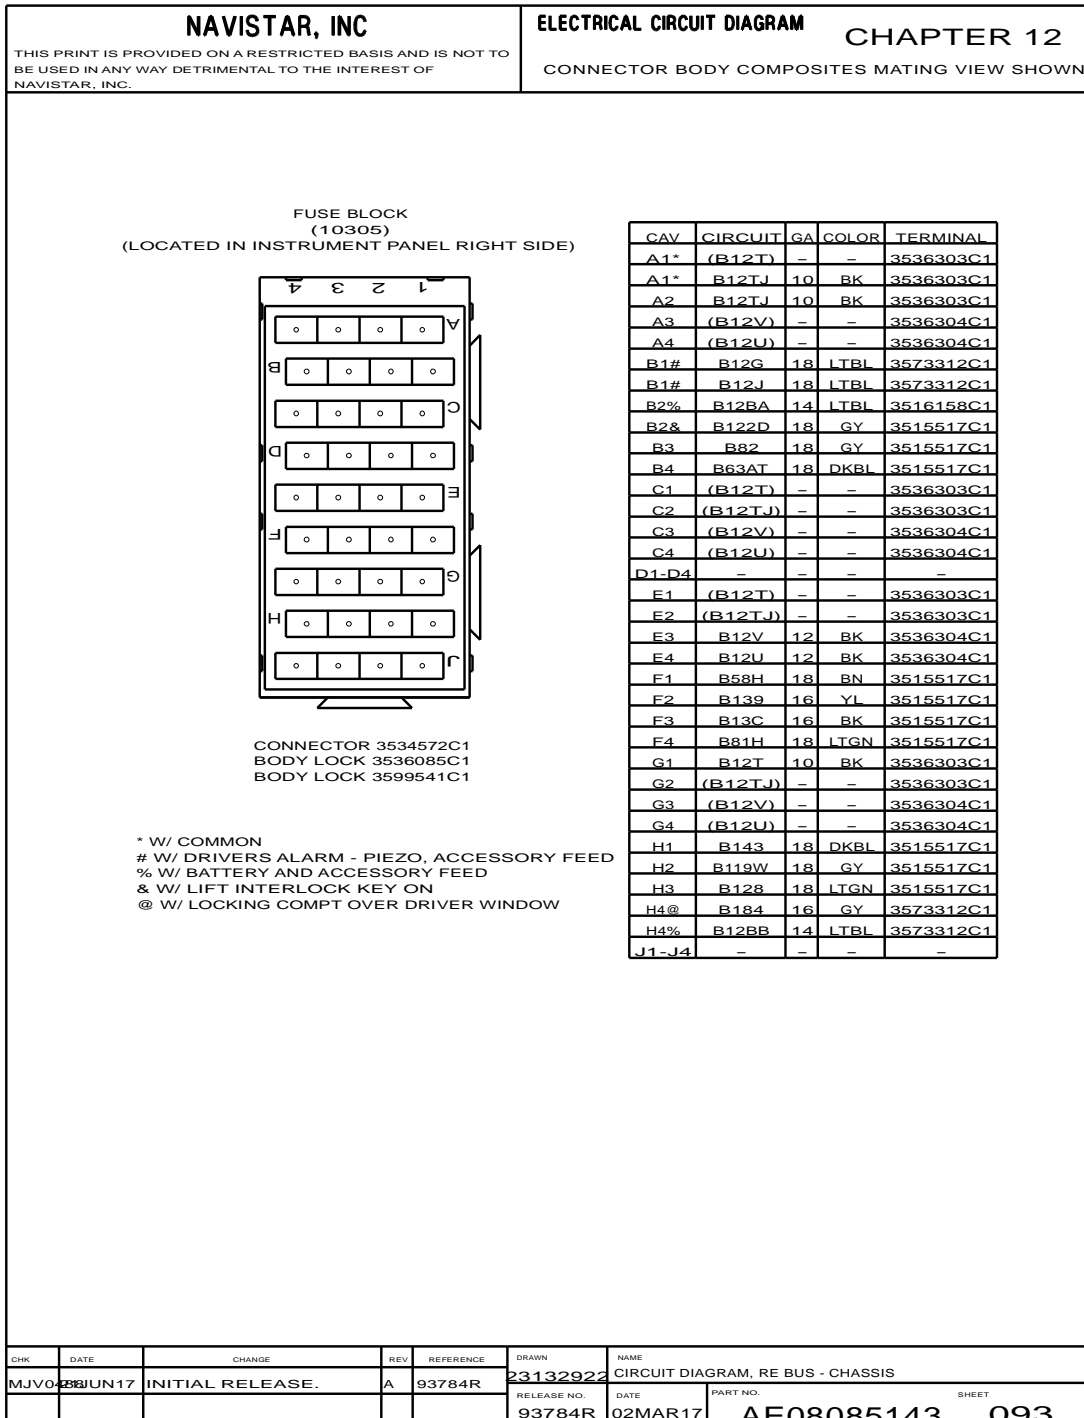 NAVISTAR, INC
THIS PRINT IS PROVIDED ON A RESTRICTED BASIS AND IS NOT TO
BE USED IN ANY WAY DETRIMENTAL TO THE INTEREST OF
NAVISTAR, INC.
ELECTRICAL CIRCUIT DIAGRAM
CHAPTER 12
CONNECTOR BODY COMPOSITES MATING VIEW SHOWN
FUSE BLOCK
(10305)
(LOCATED IN INSTRUMENT PANEL RIGHT SIDE)
4 3 2 1
A
B
C
D
E
F
G
H
J
CONNECTOR 3534572C1
BODY LOCK 3536085C1
BODY LOCK 3599541C1
* W/ COMMON
# W/ DRIVERS ALARM - PIEZO, ACCESSORY FEED
% W/ BATTERY AND ACCESSORY FEED
& W/ LIFT INTERLOCK KEY ON
@ W/ LOCKING COMPT OVER DRIVER WINDOW
CAV CIRCUIT GA COLOR TERMINAL
A1* (B12T) – – 3536303C1
A1* B12TJ 10 BK 3536303C1
A2 B12TJ 10 BK 3536303C1
A3 (B12V) – – 3536304C1
A4 (B12U) – – 3536304C1
B1# B12G 18 LTBL 3573312C1
B1# B12J 18 LTBL 3573312C1
B2% B12BA 14 LTBL 3516158C1
B2& B122D 18 GY 3515517C1
B3 B82 18 GY 3515517C1
B4 B63AT 18 DKBL 3515517C1
C1 (B12T) – – 3536303C1
C2 (B12TJ) – – 3536303C1
C3 (B12V) – – 3536304C1
C4 (B12U) – – 3536304C1
D1-D4 – – – –
E1 (B12T) – – 3536303C1
E2 (B12TJ) – – 3536303C1
E3 B12V 12 BK 3536304C1
E4 B12U 12 BK 3536304C1
F1 B58H 18 BN 3515517C1
F2 B139 16 YL 3515517C1
F3 B13C 16 BK 3515517C1
F4 B81H 18 LTGN 3515517C1
G1 B12T 10 BK 3536303C1
G2 (B12TJ) – – 3536303C1
G3 (B12V) – – 3536304C1
G4 (B12U) – – 3536304C1
H1 B143 18 DKBL 3515517C1
H2 B119W 18 GY 3515517C1
H3 B128 18 LTGN 3515517C1
H4@ B184 16 GY 3573312C1
H4% B12BB 14 LTBL 3573312C1
J1-J4 – – – –
CHK DATE CHANGE REV REFERENCE
JUN17 INITIAL RELEASE. A 93784R
DRAWN
23132922
NAME
CIRCUIT DIAGRAM, RE BUS - CHASSIS
RELEASE NO.
93784R
DATE
02MAR17
PART NO.
AE08085143
SHEET
093